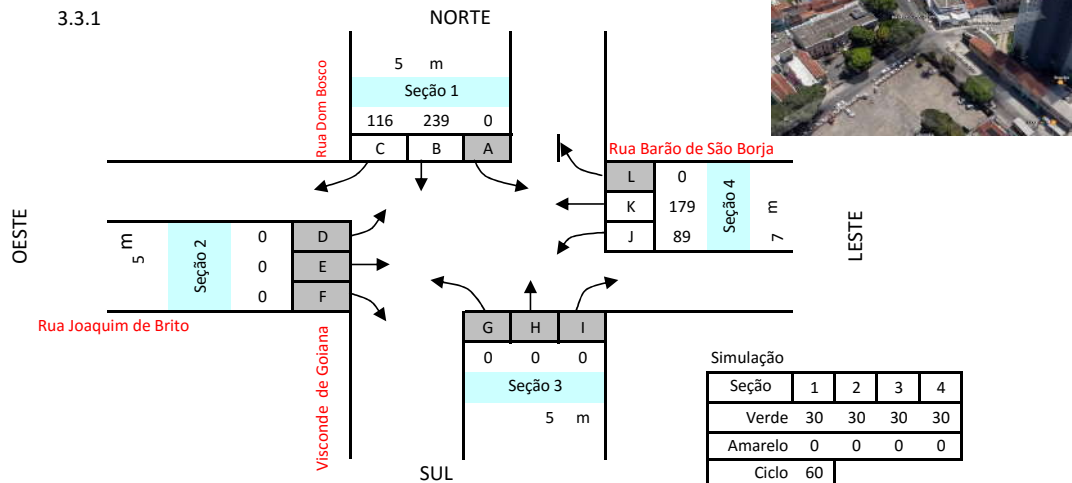 3.3.1
NORTE
Rua Dom Bosco
5 m
Seção 1
116 239 0
C B A
Rua Barão de São Borja
L 0
K 179
J 89
Seção 4
7 m
OESTE
LESTE
5 m
Seção 2
0 D
0 E
0 F
Rua Joaquim de Brito
Visconde de Goiana
G H I
0 0 0
Seção 3
5 m
SUL
Simulação
Seção 1 2 3 4
Verde 30 30 30 30
Amarelo 0 0 0 0
Ciclo 60